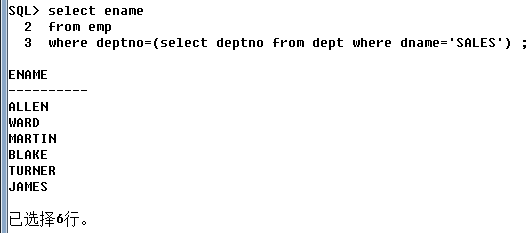 SQL> select ename
2 from emp
3 where deptno=(select deptno from dept where dname='SALES') ;
ENAME
----------
ALLEN
WARD
MARTIN
BLAKE
TURNER
JAMES
已选择6行。